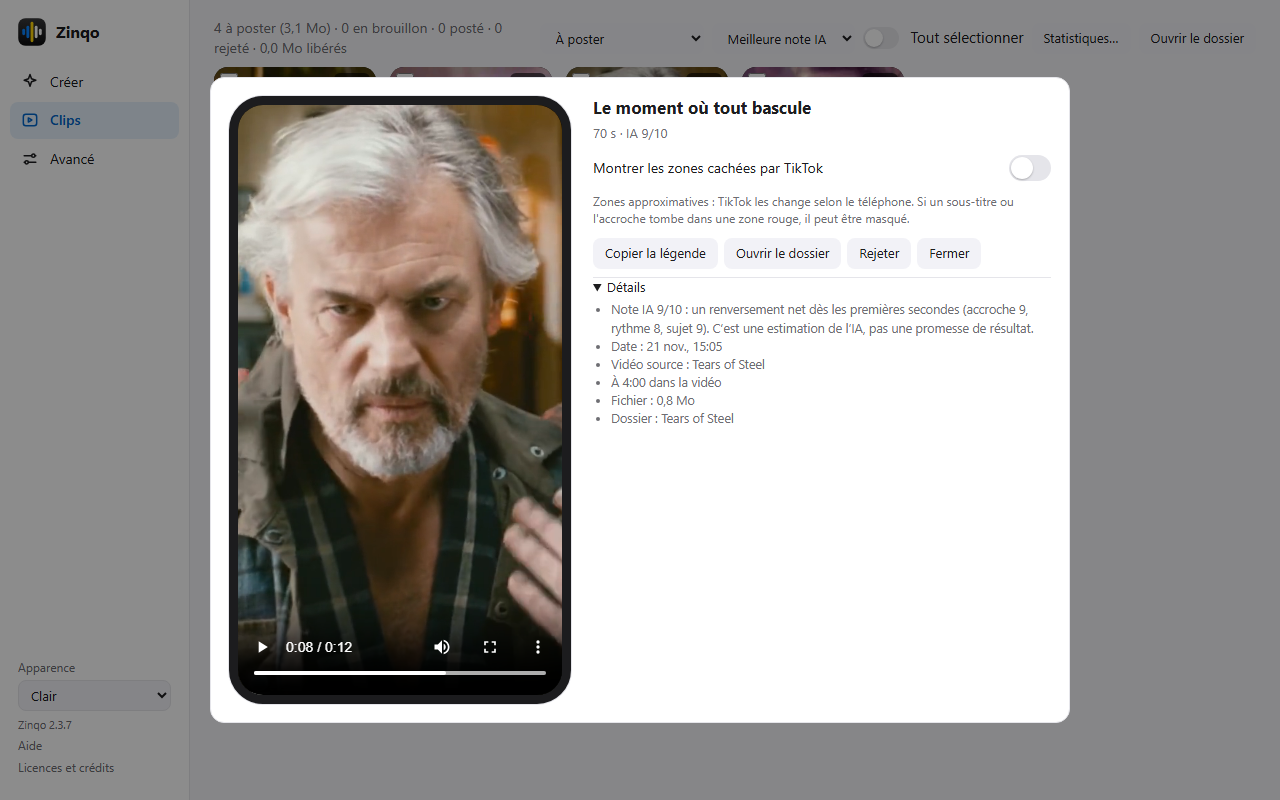 Zinqo
Créer
Clips
Avancé
Apparence
Clair
Zinqo 2.3.7
Aide
Licences et crédits
4 à poster (3,1 Mo) · 0 en brouillon · 0 posté · 0
rejeté · 0,0 Mo libérés
À poster
Meilleure note IA
Tout sélectionner
Statistiques...
Ouvrir le dossier
0:08 / 0:12
Le moment où tout bascule
70 s · IA 9/10
Montrer les zones cachées par TikTok
Zones approximatives : TikTok les change selon le téléphone. Si un sous-titre ou
l'accroche tombe dans une zone rouge, il peut être masqué.
Copier la légende
Ouvrir le dossier
Rejeter
Fermer
Détails
Note IA 9/10 : un renversement net dès les premières secondes (accroche 9,
rythme 8, sujet 9). C'est une estimation de l'IA, pas une promesse de résultat.
Date : 21 nov., 15:05
Vidéo source : Tears of Steel
À 4:00 dans la vidéo
Fichier : 0,8 Mo
Dossier : Tears of Steel